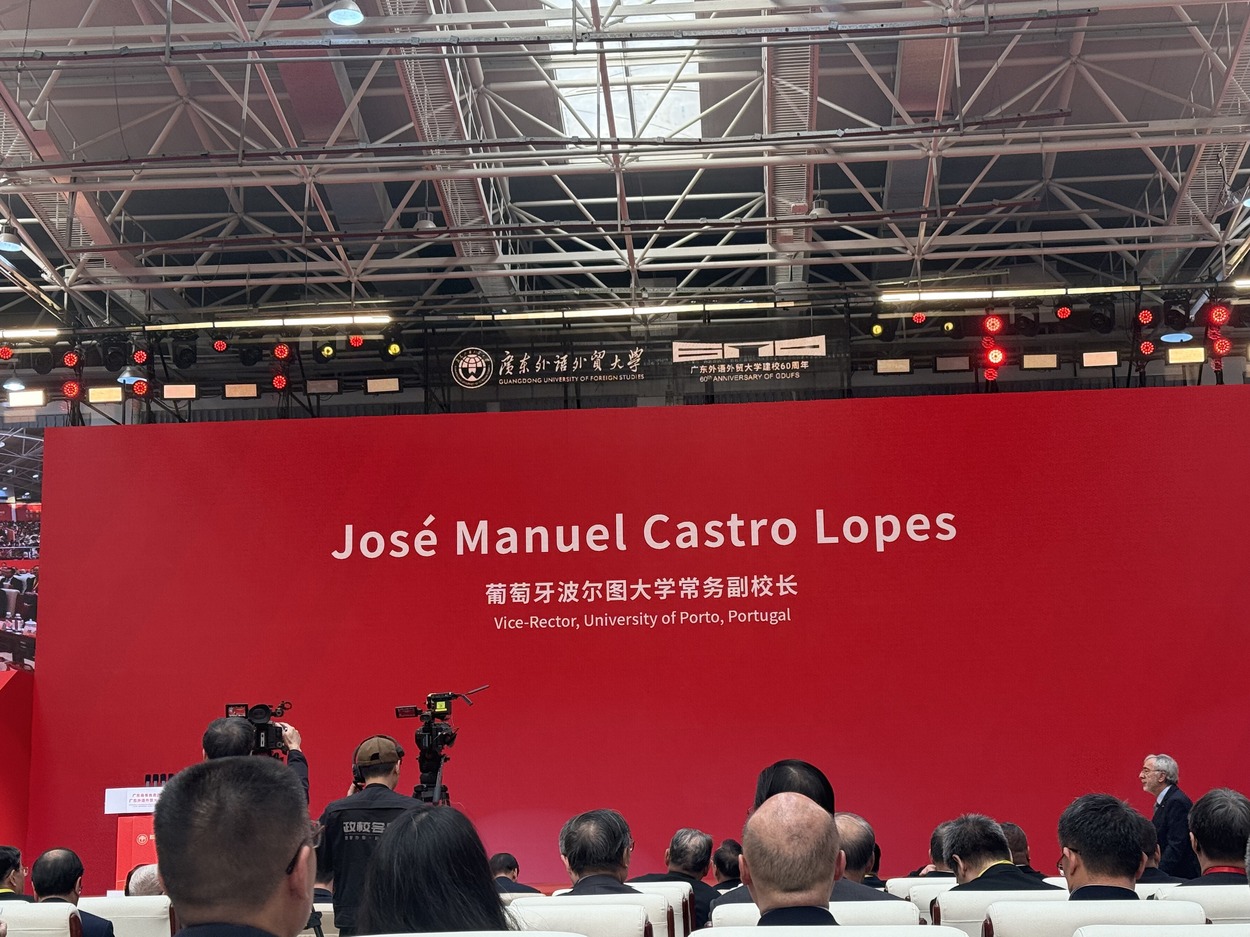 广东外语外贸大学
GUANGDONG UNIVERSITY OF FOREIGN STUDIES
广东外语外贸大学建校60周年
60th ANNIVERSARY OF GDUFS
José Manuel Castro Lopes
葡萄牙波尔图大学常务副校长
Vice-Rector, University of Porto, Portugal